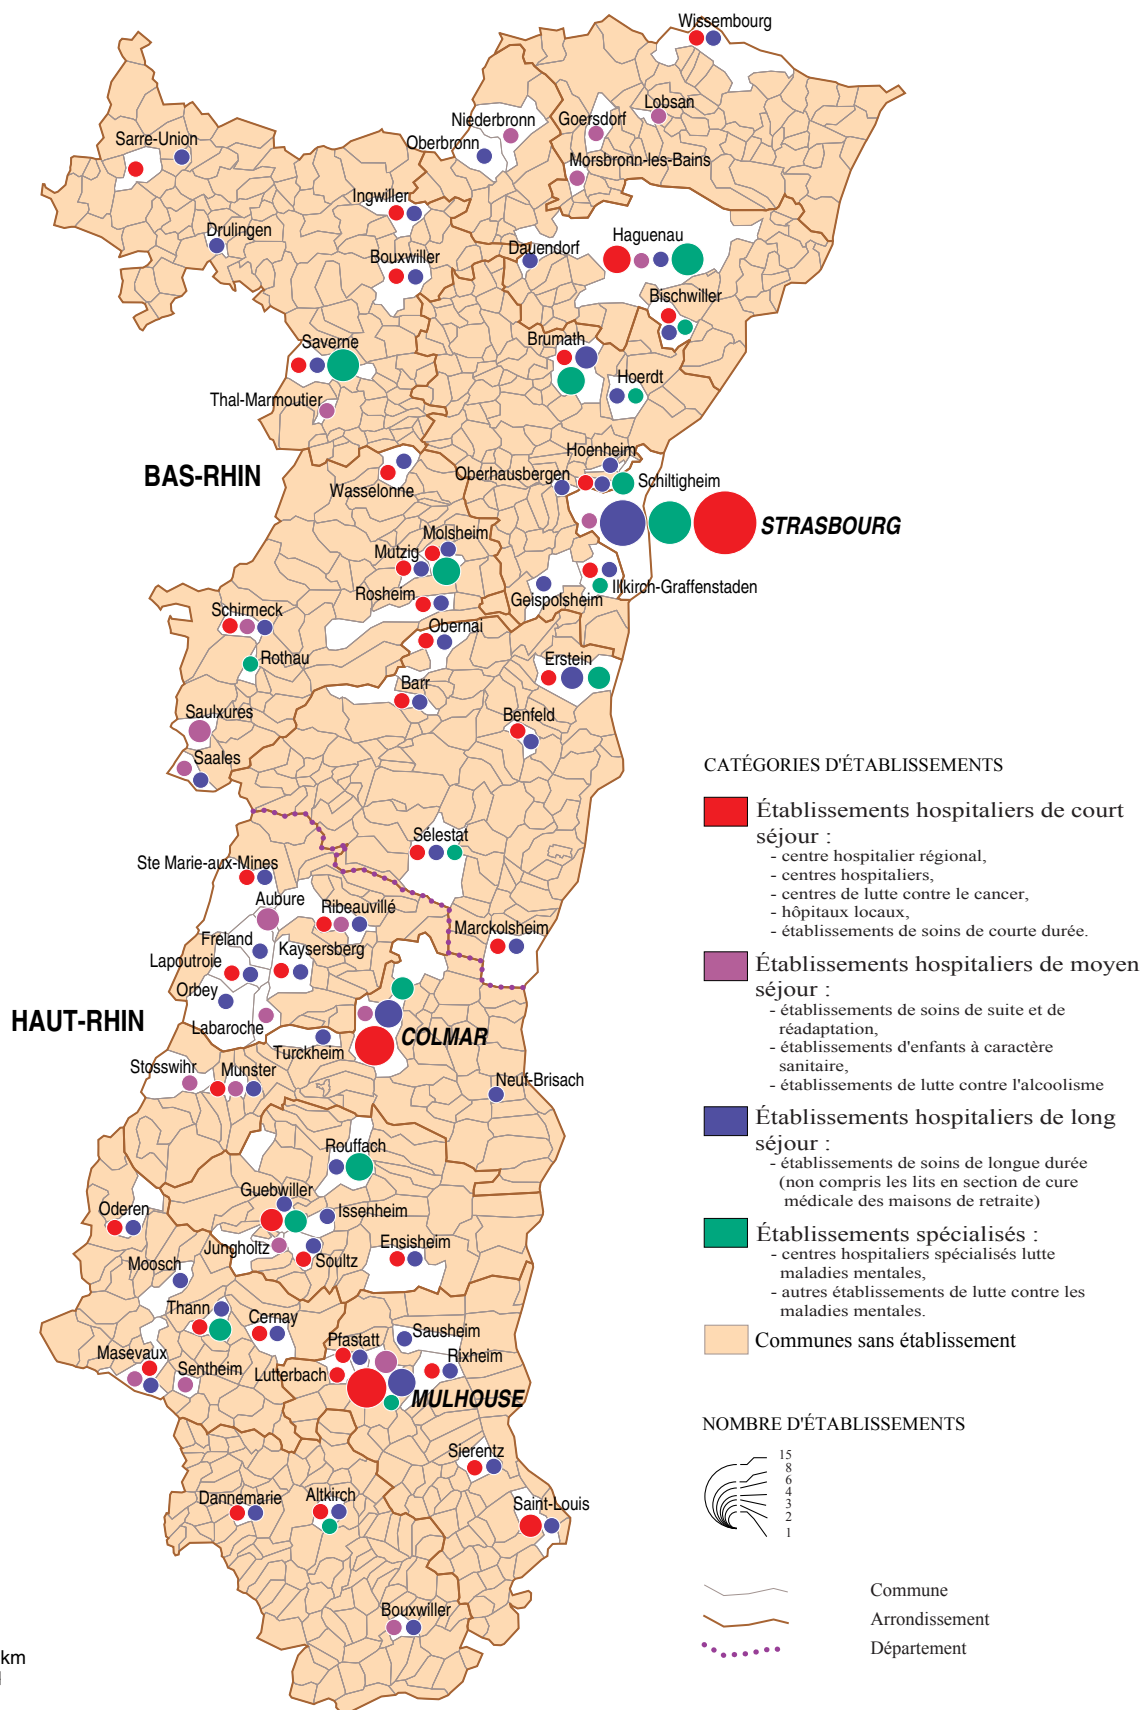 Wissembourg
Lobsan
Niederbronn
Goersdorf
Sarre-Union
Oberbronn
Morsbronn-les-Bains
Ingwiller
Drulingen
Haguenau
Dauendorf
Bouxwiller
Bischwiller
Saverne
Brumath
Hoerdt
Thal-Marmoutier
Hoenheim
BAS-RHIN
Oberhausbergen
Schiltigheim
Wasselonne
STRASBOURG
Molsheim
Mutzig
Illkirch-Graffenstaden
Rosheim
Geispolsheim
Schirmeck
Obernai
Rothau
Erstein
Barr
Saulxures
Benfeld
Saales
Sélestat
Ste Marie-aux-Mines
Aubure
Ribeauvillé
Marckolsheim
Freland
Kaysersberg
Lapoutroie
Orbey
HAUT-RHIN
Labaroche
COLMAR
Turckheim
Stosswihr
Munster
Neuf-Brisach
Rouffach
Guebwiller
Oderen
Issenheim
Jungholtz
Ensisheim
Soultz
Moosch
Thann
Cernay
Sausheim
Pfastatt
Masevaux
Rixheim
Sentheim
Lutterbach
MULHOUSE
Sierentz
Dannemarie
Altkirch
Saint-Louis
Bouxwiller
km
CATÉGORIES D'ÉTABLISSEMENTS
Établissements hospitaliers de court
séjour :
- centre hospitalier régional,
- centres hospitaliers,
- centres de lutte contre le cancer,
- hôpitaux locaux,
- établissements de soins de courte durée.
Établissements hospitaliers de moyen
séjour :
- établissements de soins de suite et de
réadaptation,
- établissements d'enfants à caractère
sanitaire,
- établissements de lutte contre l'alcoolisme
Établissements hospitaliers de long
séjour :
- établissements de soins de longue durée
(non compris les lits en section de cure
médicale des maisons de retraite)
Établissements spécialisés :
- centres hospitaliers spécialisés lutte
maladies mentales,
- autres établissements de lutte contre les
maladies mentales.
Communes sans établissement
NOMBRE D'ÉTABLISSEMENTS
15
8
6
4
3
2
1
Commune
Arrondissement
Département